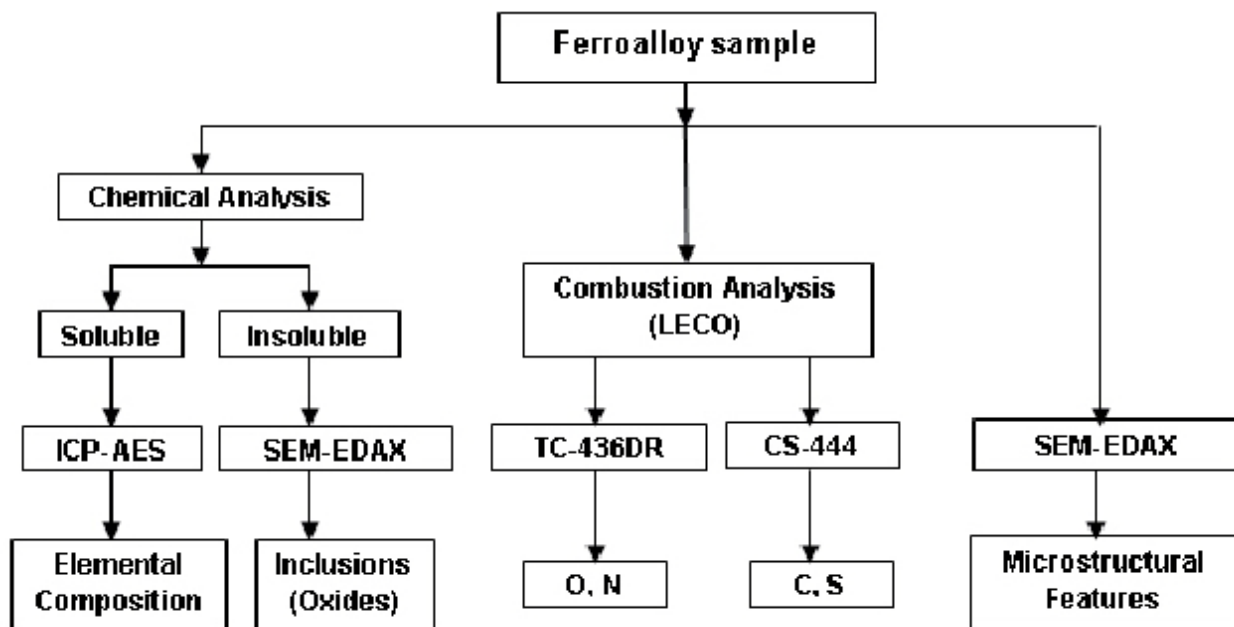 Ferroalloy sample
Chemical Analysis
Combustion Analysis
(LECO)
Soluble
Insoluble
ICP-AES
SEM-EDAX
TC-436DR
CS-444
SEM-EDAX
Elemental
Composition
Inclusions
(Oxides)
O, N
C, S
Microstructural
Features